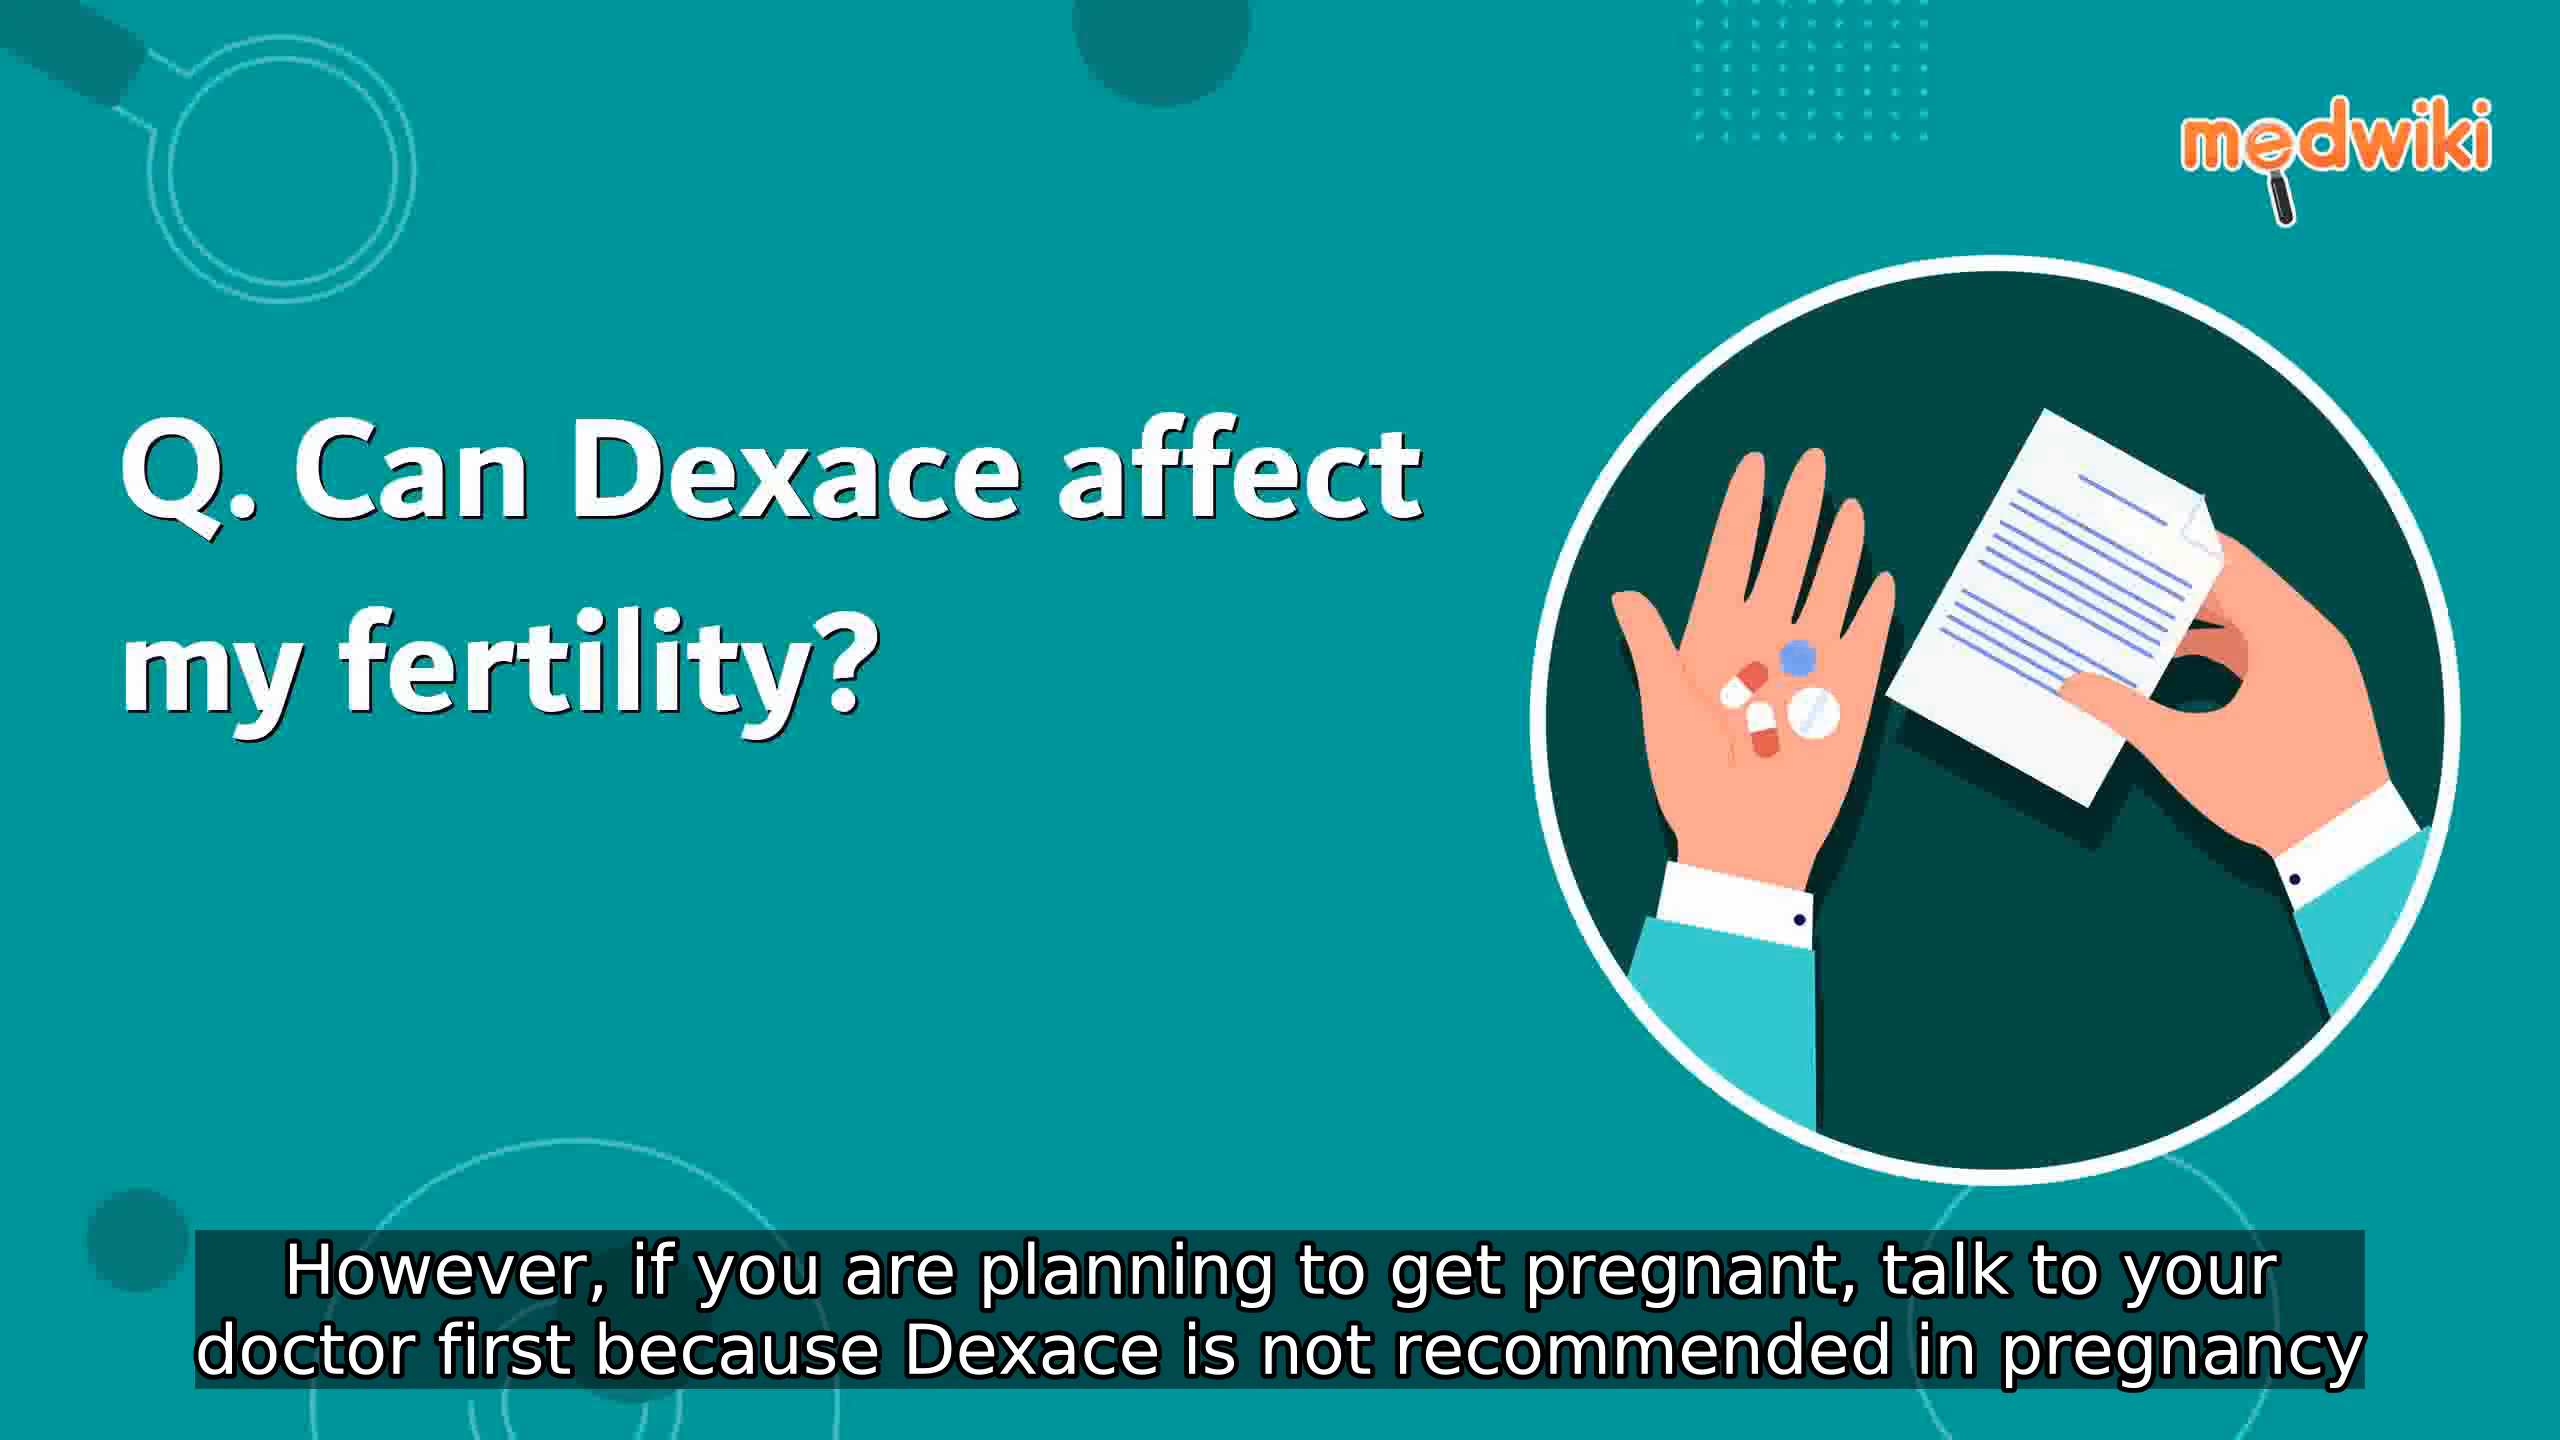 medwiki
Q. Can Dexace affect
my fertility?
However, if you are planning to get pregnant, talk to your
doctor first because Dexace is not recommended in pregnancy